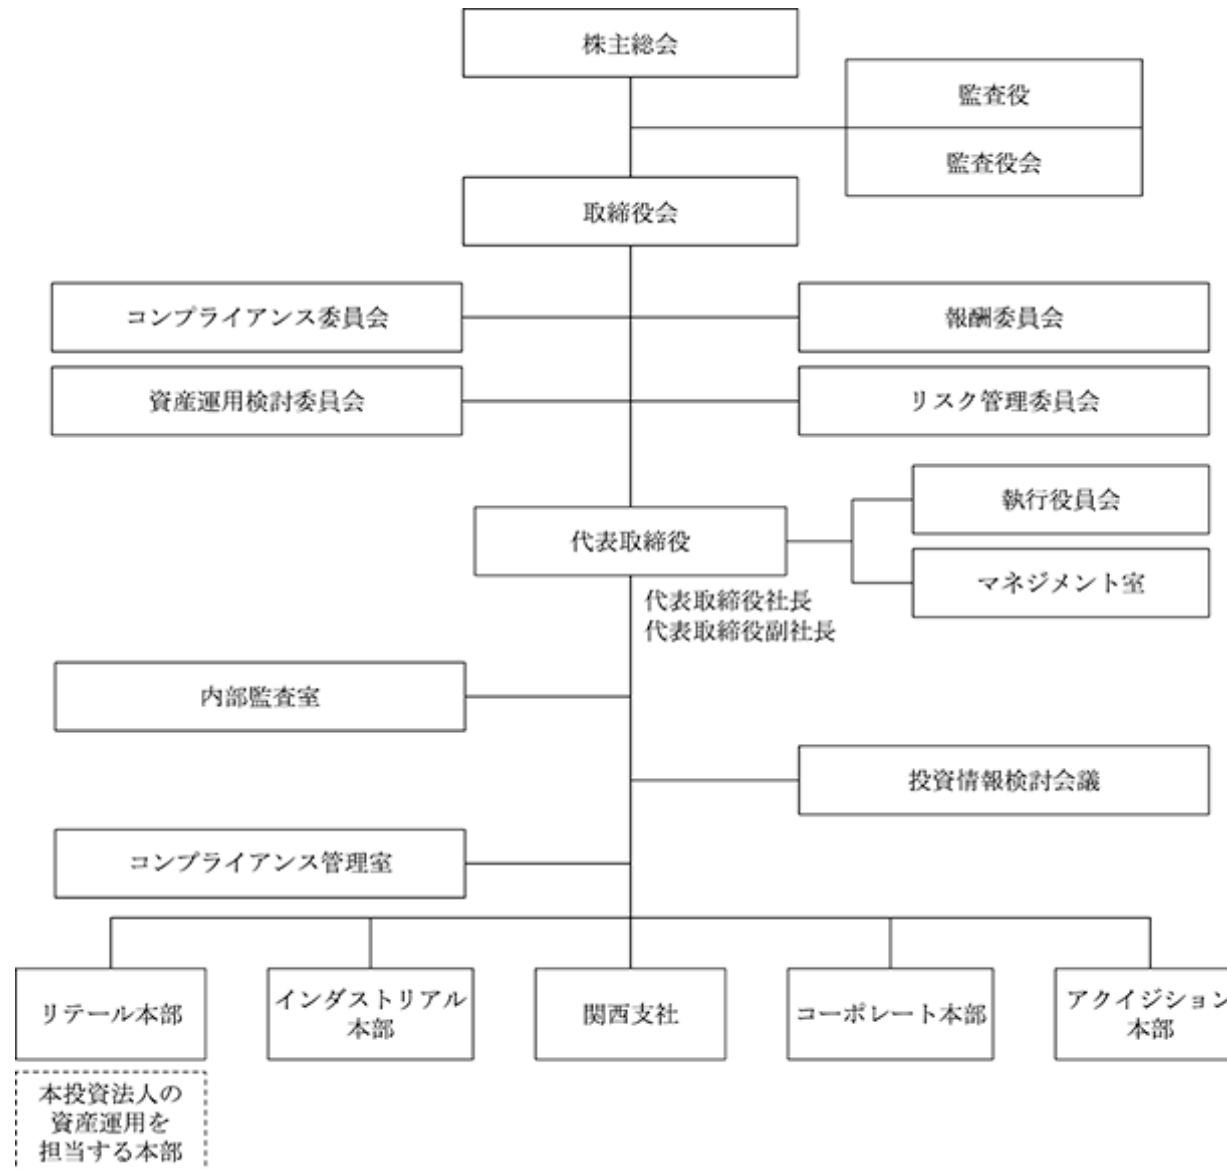 株主総会
監査役
監査役会
取締役会
コンプライアンス委員会
報酬委員会
資産運用検討委員会
リスク管理委員会
執行役員会
代表取締役
マネジメント室
代表取締役社長
代表取締役副社長
内部監査室
投資情報検討会議
コンプライアンス管理室
リテール本部
インダストリアル
本部
関西支社
コーポレート本部
アクイジション
本部
本投資法人の
資産運用を
担当する本部